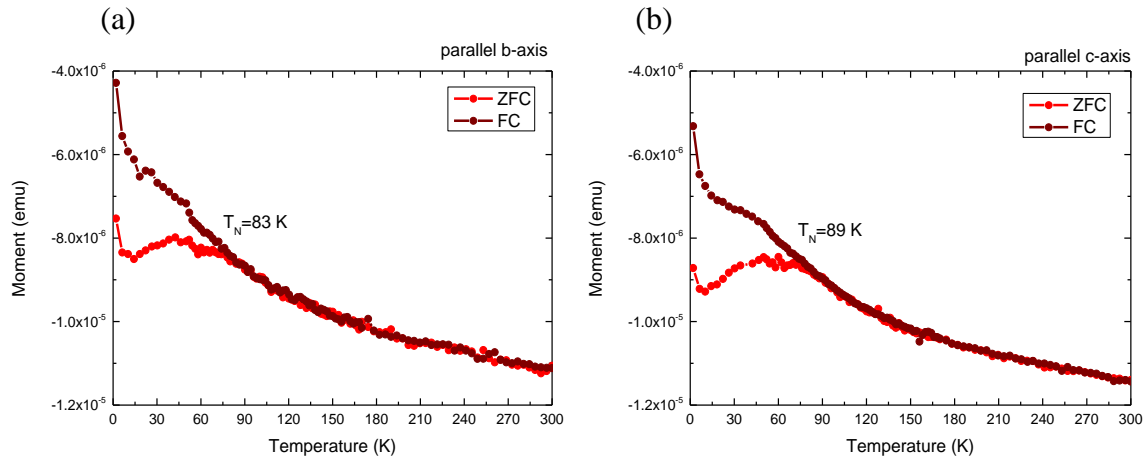 (a)
parallel b-axis
-4.0x10⁻⁶
-6.0x10⁻⁶
-8.0x10⁻⁶
-1.0x10⁻⁵
-1.2x10⁻⁵
Moment (emu)
ZFC
FC
T_N=83 K
0 30 60 90 120 150 180 210 240 270 300
Temperature (K)
(b)
parallel c-axis
-4.0x10⁻⁶
-6.0x10⁻⁶
-8.0x10⁻⁶
-1.0x10⁻⁵
-1.2x10⁻⁵
Moment (emu)
ZFC
FC
T_N=89 K
0 30 60 90 120 150 180 210 240 270 300
Temperature (K)